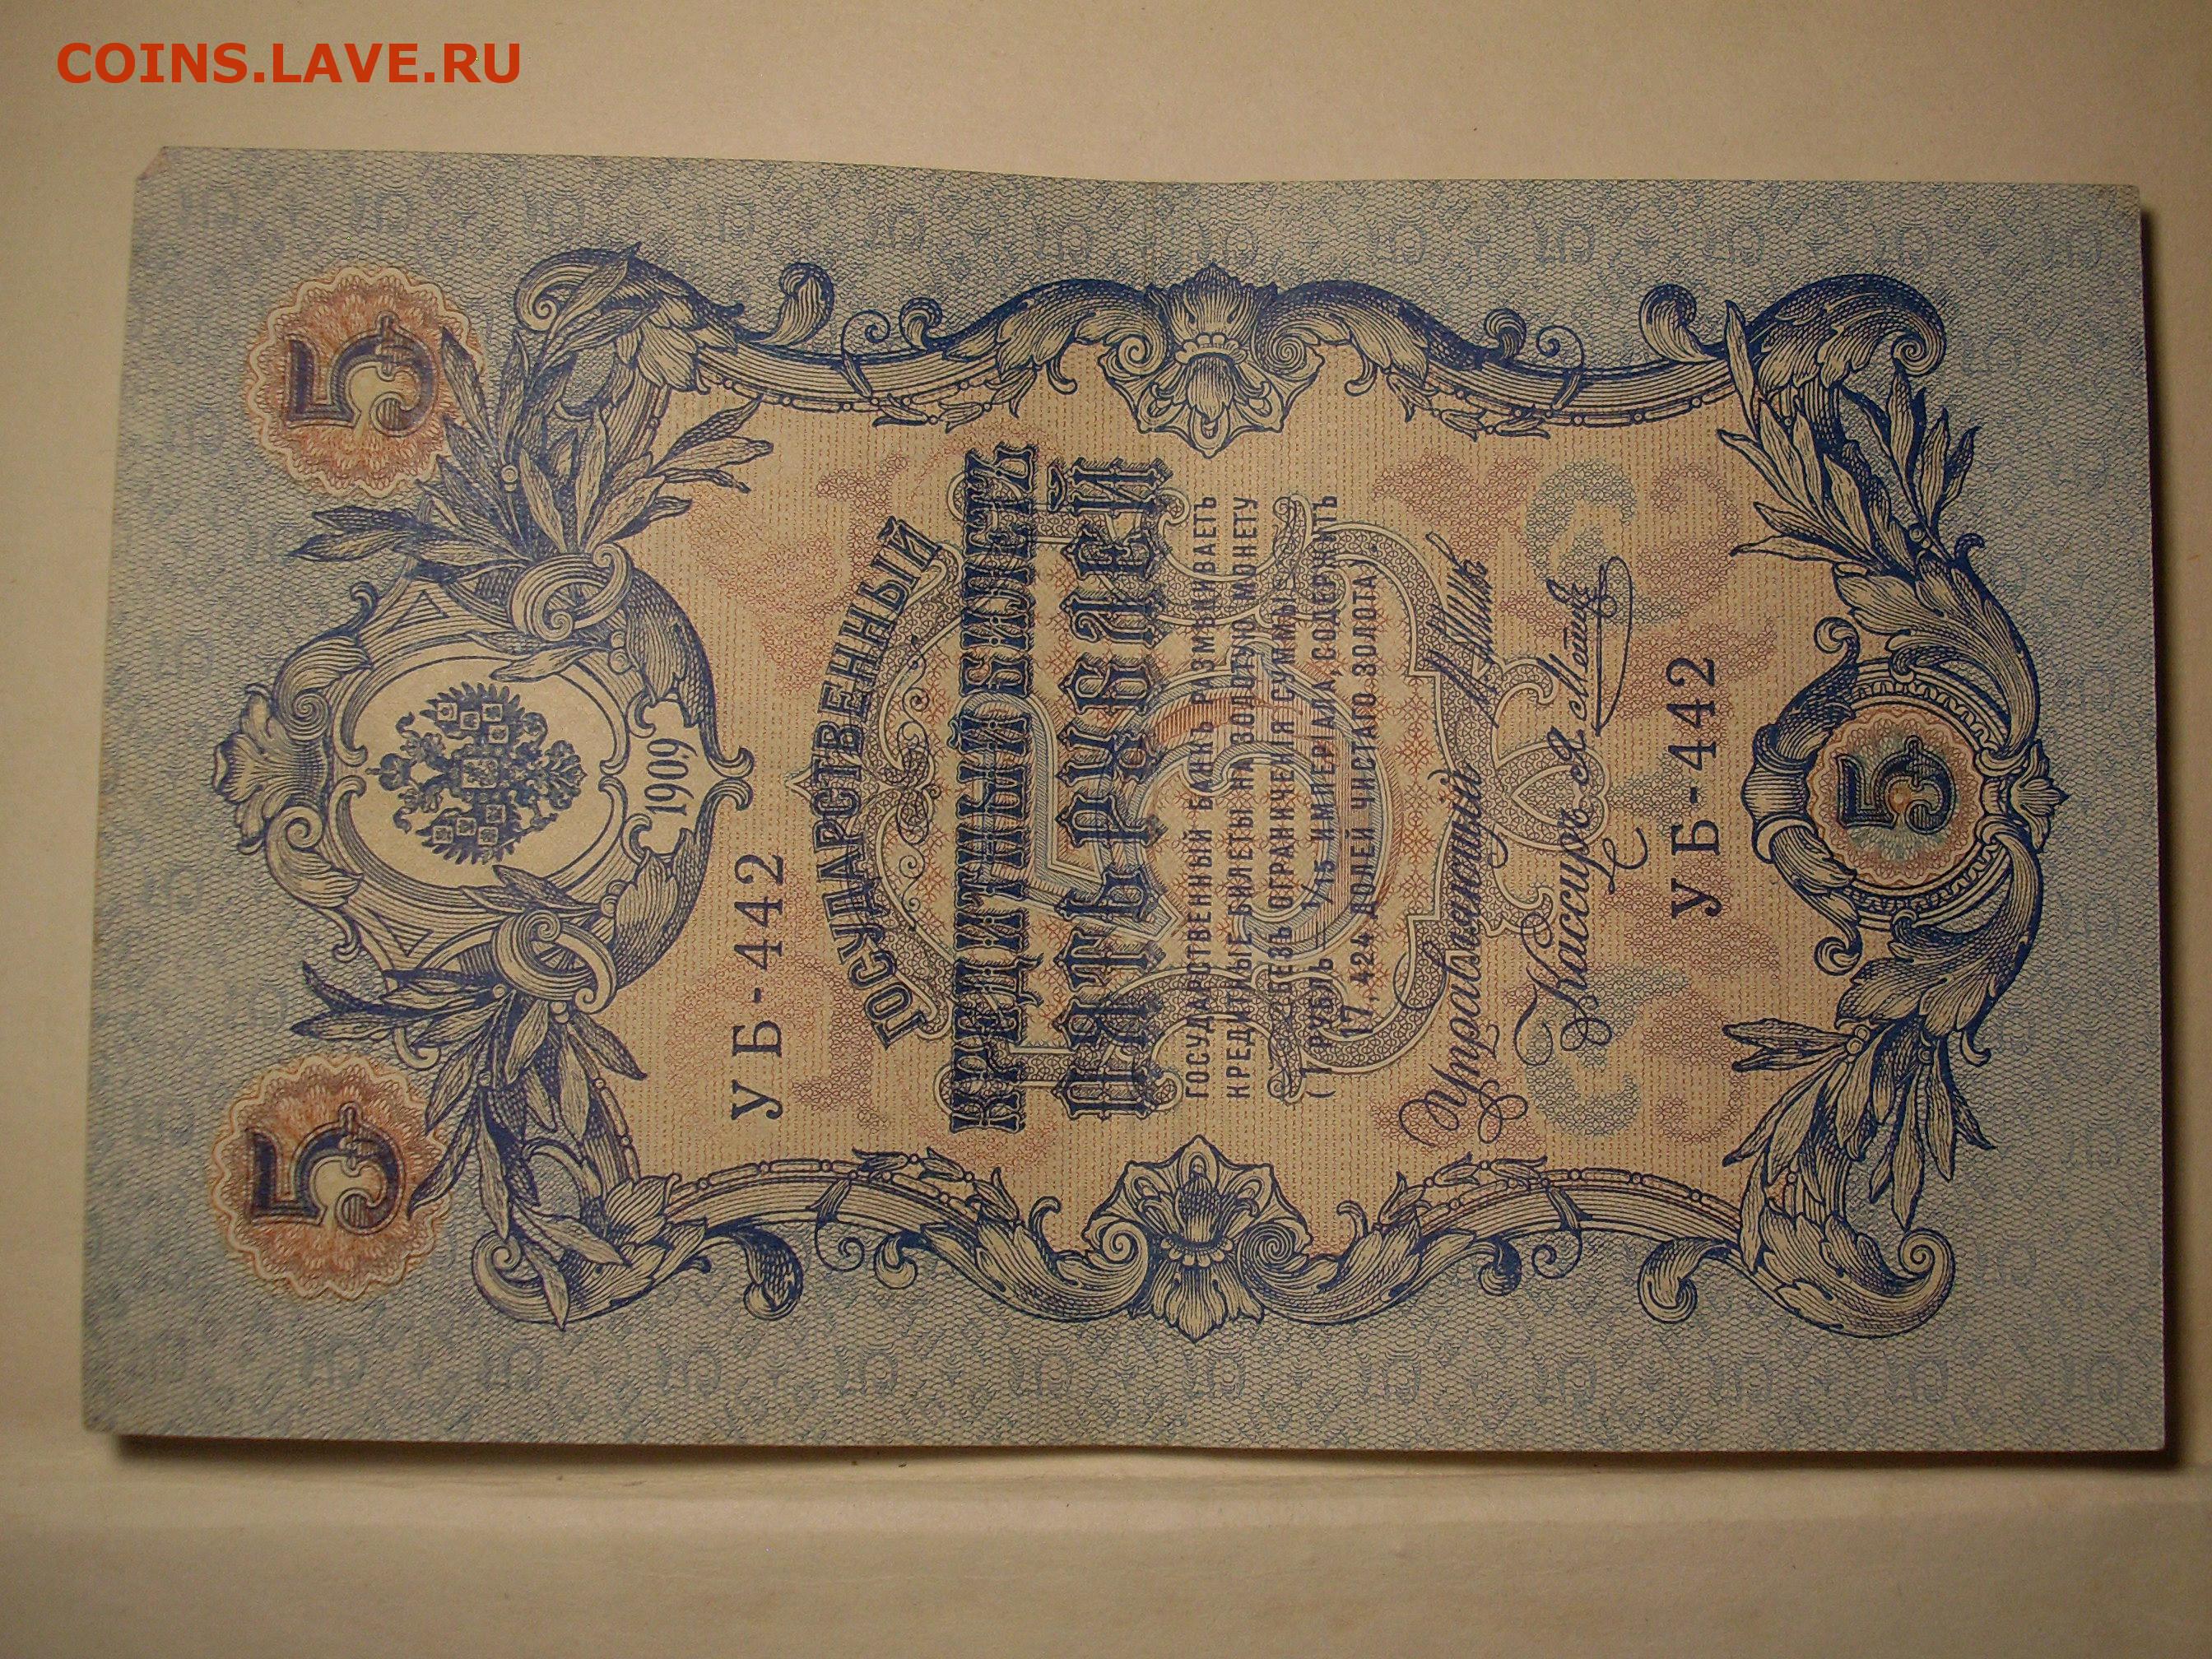 COINS.LAVE.RU
5
5
1909
УБ-442
ГОСУДАРСТВЕННЫЙ
КРЕДИТНЫЙ БИЛЕТЪ
ПЯТЬ РУБЛЕЙ
ГОСУДАРСТВЕННЫЙ БАНКЪ РАЗМѢНИВАЕТЪ
КРЕДИТНЫЕ БИЛЕТЫ НА ЗОЛОТУЮ МОНЕТУ
БЕЗЪ ОГРАНИЧЕНІЯ СУММЫ
(1 РУБЛЬ = 1/15 ИМПЕРІАЛА, СОДЕРЖИТЪ
17,424 ДОЛЕЙ ЧИСТАГО ЗОЛОТА)
Управляющій
Кассиръ
УБ-442
5